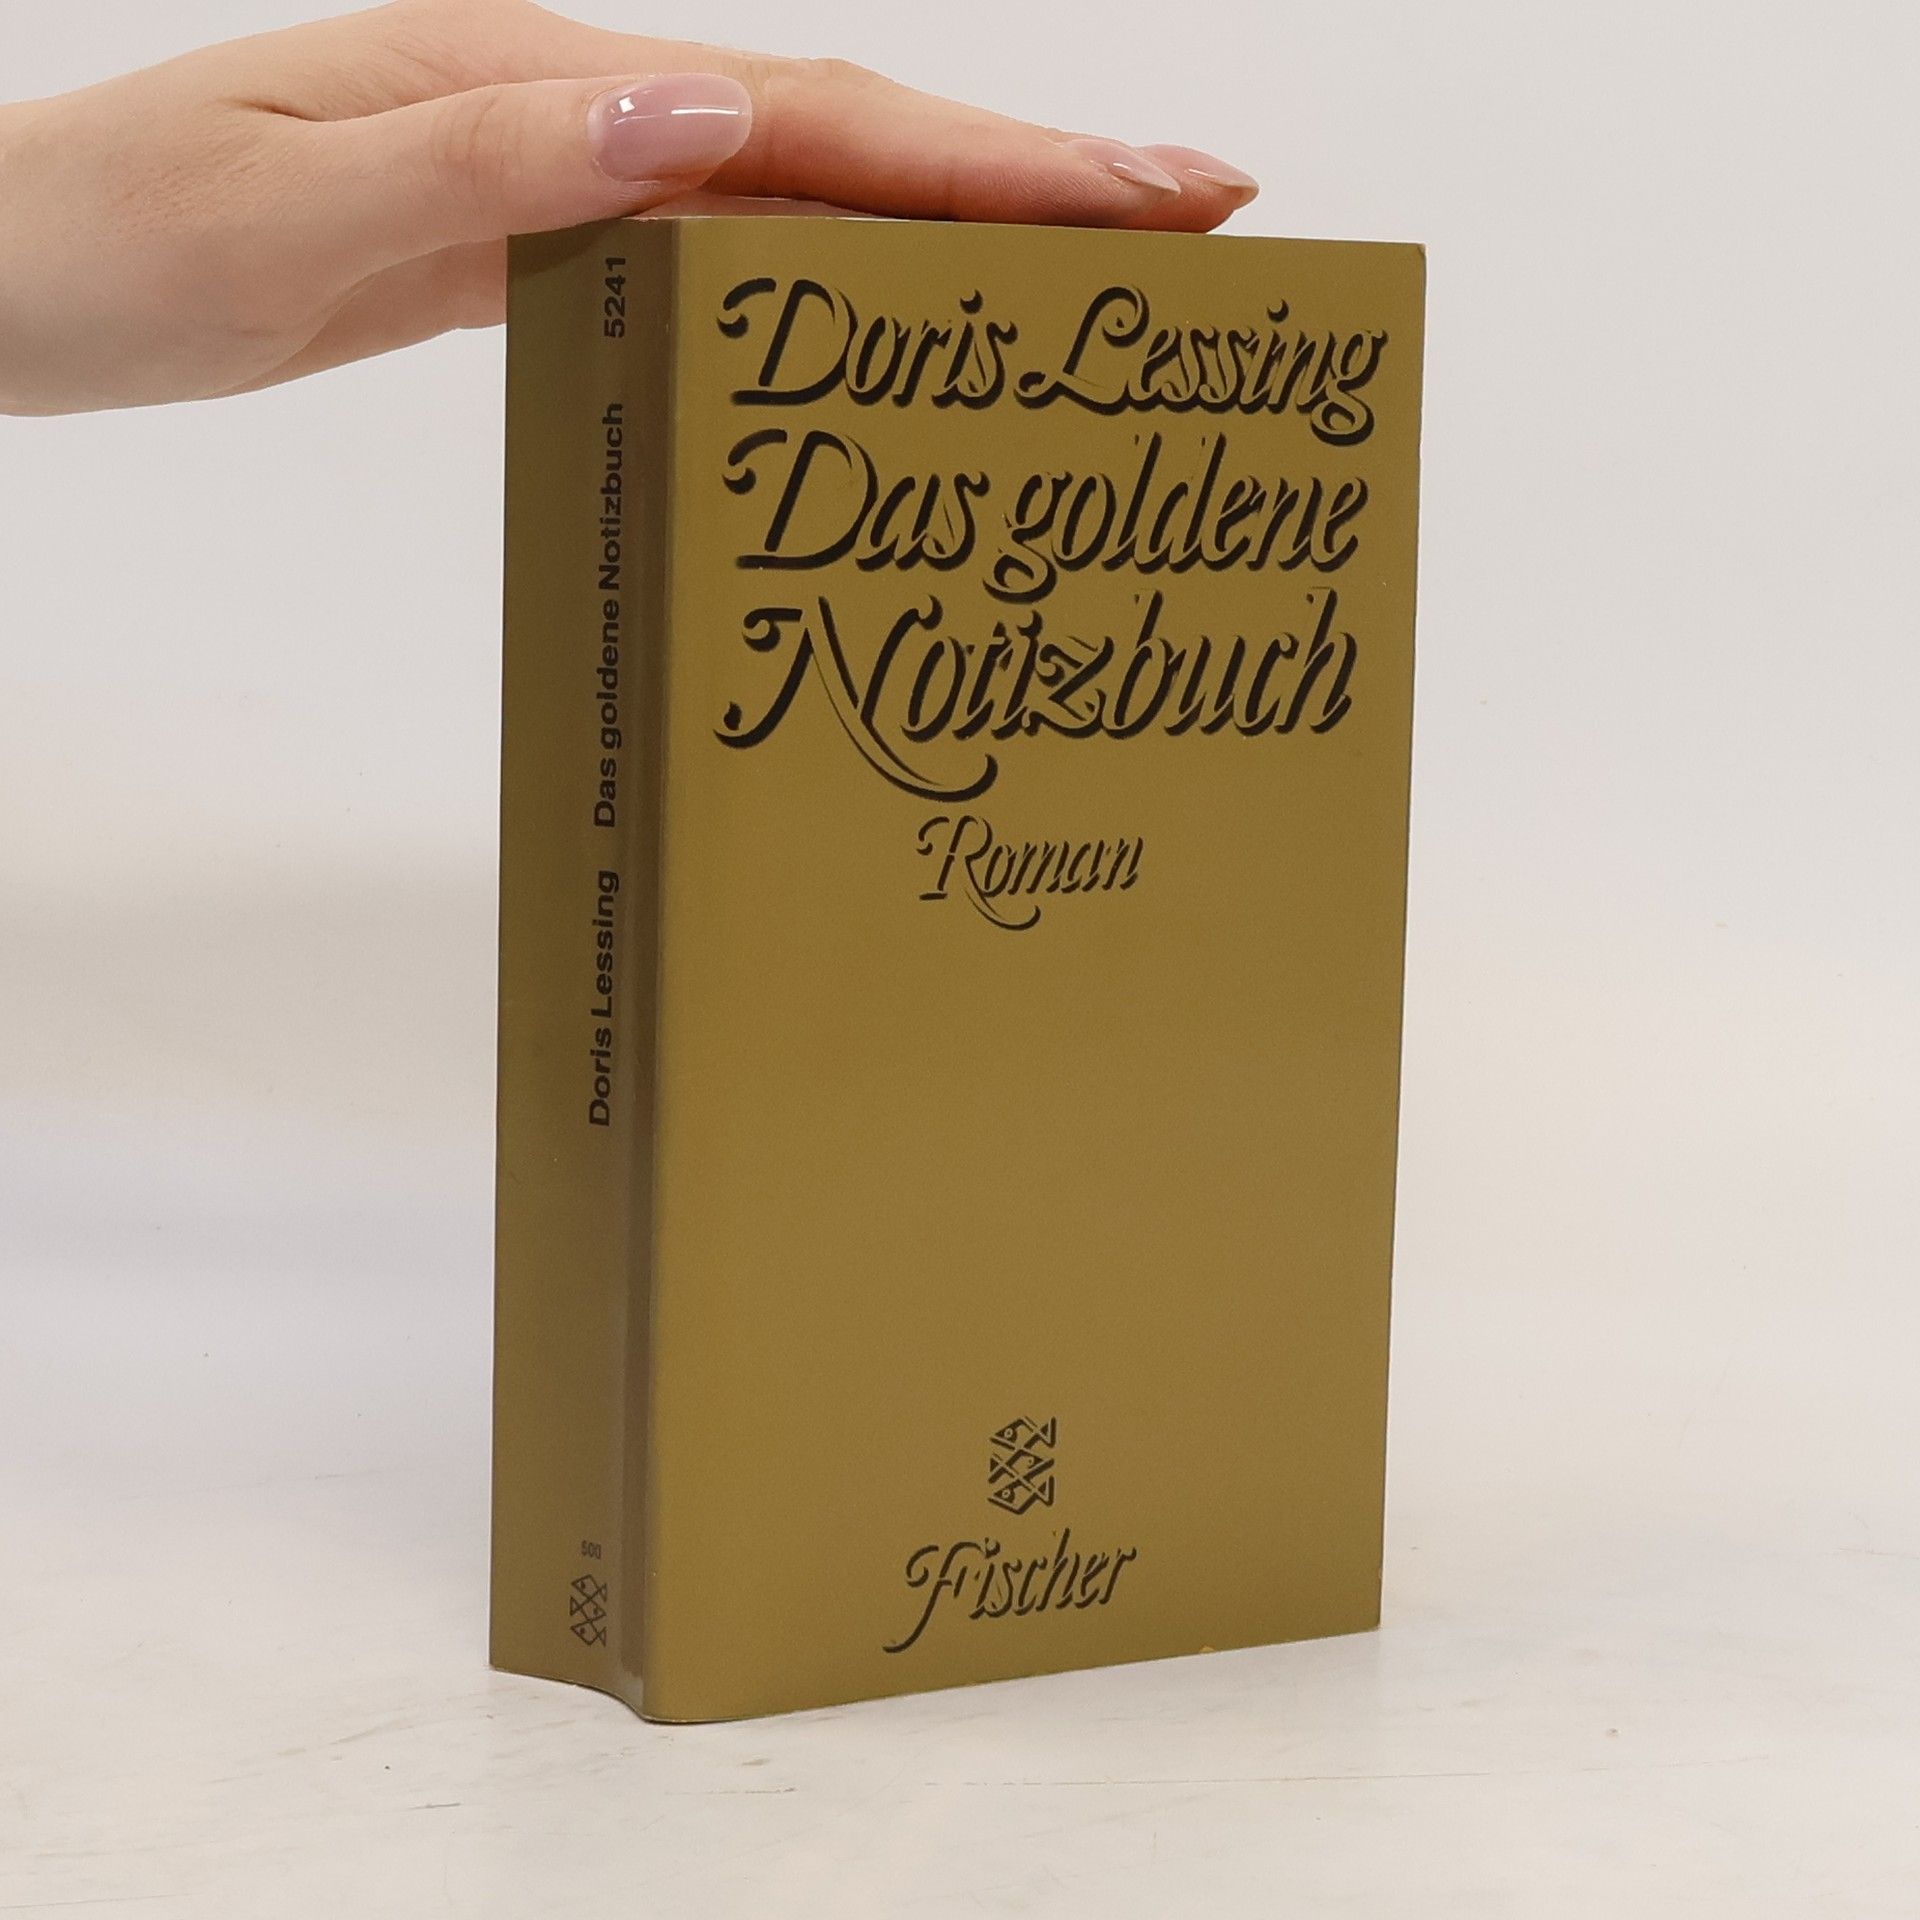 Doris Lessing
Das goldene
Notizbuch
Roman
Fischer
Doris Lessing Das goldene Notizbuch 5241
500